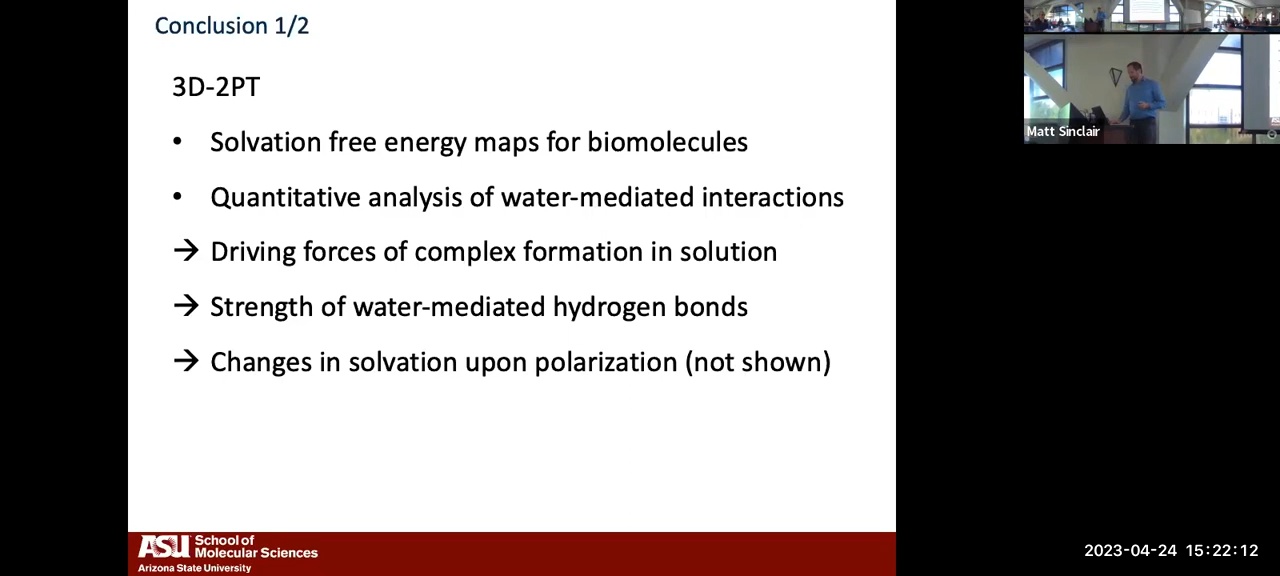 Conclusion 1/2
3D-2PT
• Solvation free energy maps for biomolecules
• Quantitative analysis of water-mediated interactions
→ Driving forces of complex formation in solution
→ Strength of water-mediated hydrogen bonds
→ Changes in solvation upon polarization (not shown)
ASU School of
Molecular Sciences
Arizona State University
Matt Sinclair
2023-04-24 15:22:12